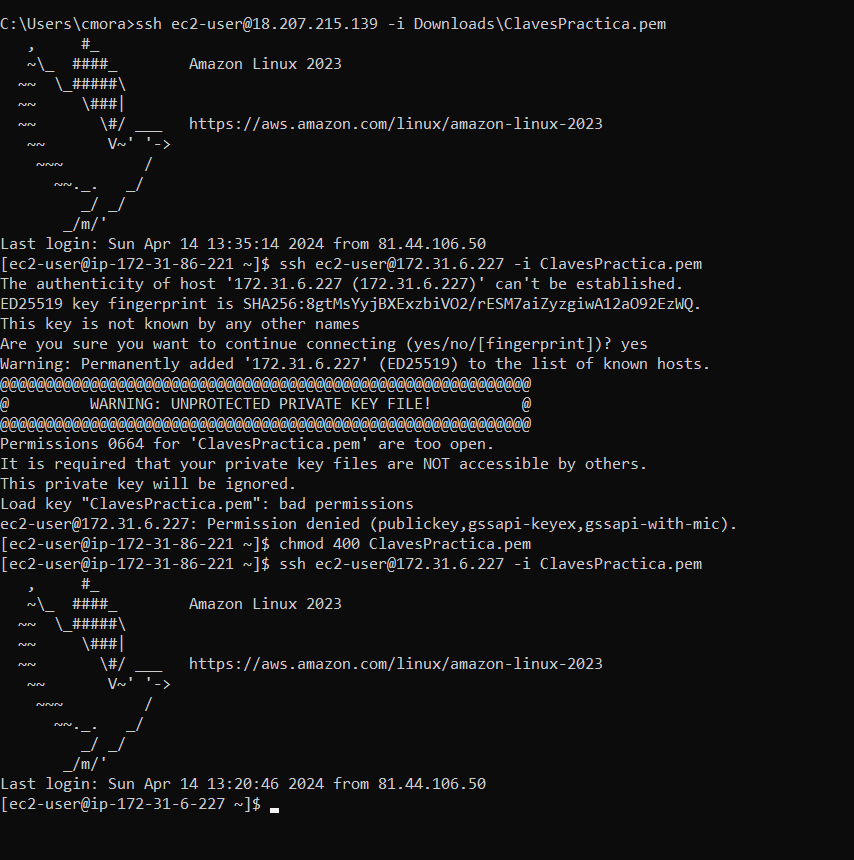 C:\Users\cmora>ssh ec2-user@18.207.215.139 -i Downloads\ClavesPractica.pem
   ,     #_
   ~\_  ####_        Amazon Linux 2023
  ~~  \_#####\
  ~~     \###|
  ~~       \#/ ___   https://aws.amazon.com/linux/amazon-linux-2023
   ~~       V~' '->
    ~~~         /
      ~~._.   _/
         _/ _/
       _/m/'
Last login: Sun Apr 14 13:35:14 2024 from 81.44.106.50
[ec2-user@ip-172-31-86-221 ~]$ ssh ec2-user@172.31.6.227 -i ClavesPractica.pem
The authenticity of host '172.31.6.227 (172.31.6.227)' can't be established.
ED25519 key fingerprint is SHA256:8gtMsYyjBXExzbiVO2/rESM7aiZyzgiwA12aO92EzWQ.
This key is not known by any other names
Are you sure you want to continue connecting (yes/no/[fingerprint])? yes
Warning: Permanently added '172.31.6.227' (ED25519) to the list of known hosts.
@@@@@@@@@@@@@@@@@@@@@@@@@@@@@@@@@@@@@@@@@@@@@@@@@@@@@@@@@@@
@         WARNING: UNPROTECTED PRIVATE KEY FILE!          @
@@@@@@@@@@@@@@@@@@@@@@@@@@@@@@@@@@@@@@@@@@@@@@@@@@@@@@@@@@@
Permissions 0664 for 'ClavesPractica.pem' are too open.
It is required that your private key files are NOT accessible by others.
This private key will be ignored.
Load key "ClavesPractica.pem": bad permissions
ec2-user@172.31.6.227: Permission denied (publickey,gssapi-keyex,gssapi-with-mic).
[ec2-user@ip-172-31-86-221 ~]$ chmod 400 ClavesPractica.pem
[ec2-user@ip-172-31-86-221 ~]$ ssh ec2-user@172.31.6.227 -i ClavesPractica.pem
   ,     #_
   ~\_  ####_        Amazon Linux 2023
  ~~  \_#####\
  ~~     \###|
  ~~       \#/ ___   https://aws.amazon.com/linux/amazon-linux-2023
   ~~       V~' '->
    ~~~         /
      ~~._.   _/
         _/ _/
       _/m/'
Last login: Sun Apr 14 13:20:46 2024 from 81.44.106.50
[ec2-user@ip-172-31-6-227 ~]$